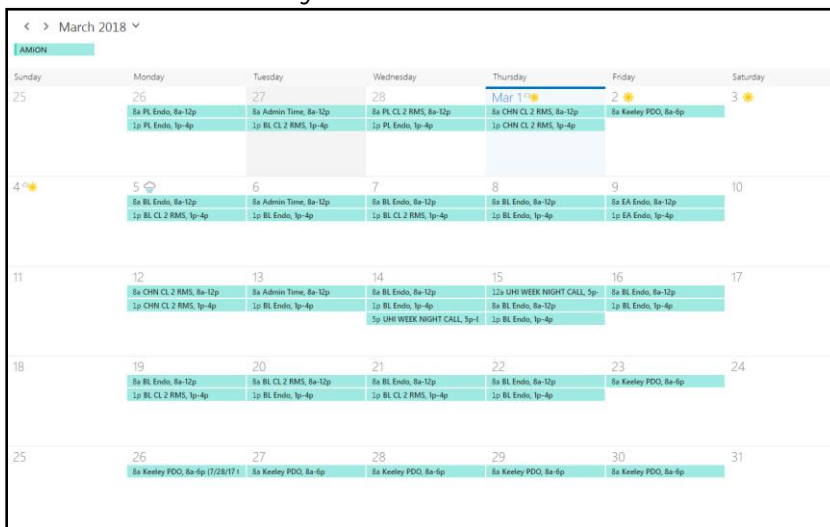 < > March 2018
AMION
Sunday Monday Tuesday Wednesday Thursday Friday Saturday
25 26 27 28 Mar 1 2 3
8a PL Endo, 8a-12p 8a Admin Time, 8a-12p 8a PL CL 2 RMS, 8a-12p 8a CHN CL 2 RMS, 8a-12p 8a Keeley PDO, 8a-6p
1p PL Endo, 1p-4p 1p BL CL 2 RMS, 1p-4p 1p PL Endo, 1p-4p 1p CHN CL 2 RMS, 1p-4p
4 5 6 7 8 9 10
8a BL Endo, 8a-12p 8a Admin Time, 8a-12p 8a BL Endo, 8a-12p 8a BL Endo, 8a-12p 8a EA Endo, 8a-12p
1p BL CL 2 RMS, 1p-4p 1p BL Endo, 1p-4p 1p BL CL 2 RMS, 1p-4p 1p BL Endo, 1p-4p 1p EA Endo, 1p-4p
11 12 13 14 15 16 17
8a CHN CL 2 RMS, 8a-12p 8a Admin Time, 8a-12p 8a BL Endo, 8a-12p 12a UHI WEEK NIGHT CALL, 5p- 8a BL Endo, 8a-12p
1p CHN CL 2 RMS, 1p-4p 1p BL Endo, 1p-4p 1p BL Endo, 1p-4p 8a BL Endo, 8a-12p 1p BL Endo, 1p-4p
5p UHI WEEK NIGHT CALL, 5p-8 1p BL Endo, 1p-4p
18 19 20 21 22 23 24
8a BL Endo, 8a-12p 8a BL CL 2 RMS, 8a-12p 8a BL Endo, 8a-12p 8a BL Endo, 8a-12p 8a Keeley PDO, 8a-6p
1p BL CL 2 RMS, 1p-4p 1p BL Endo, 1p-4p 1p BL CL 2 RMS, 1p-4p 1p BL Endo, 1p-4p
25 26 27 28 29 30 31
8a Keeley PDO, 8a-6p (7/28/17 8a Keeley PDO, 8a-6p 8a Keeley PDO, 8a-6p 8a Keeley PDO, 8a-6p 8a Keeley PDO, 8a-6p